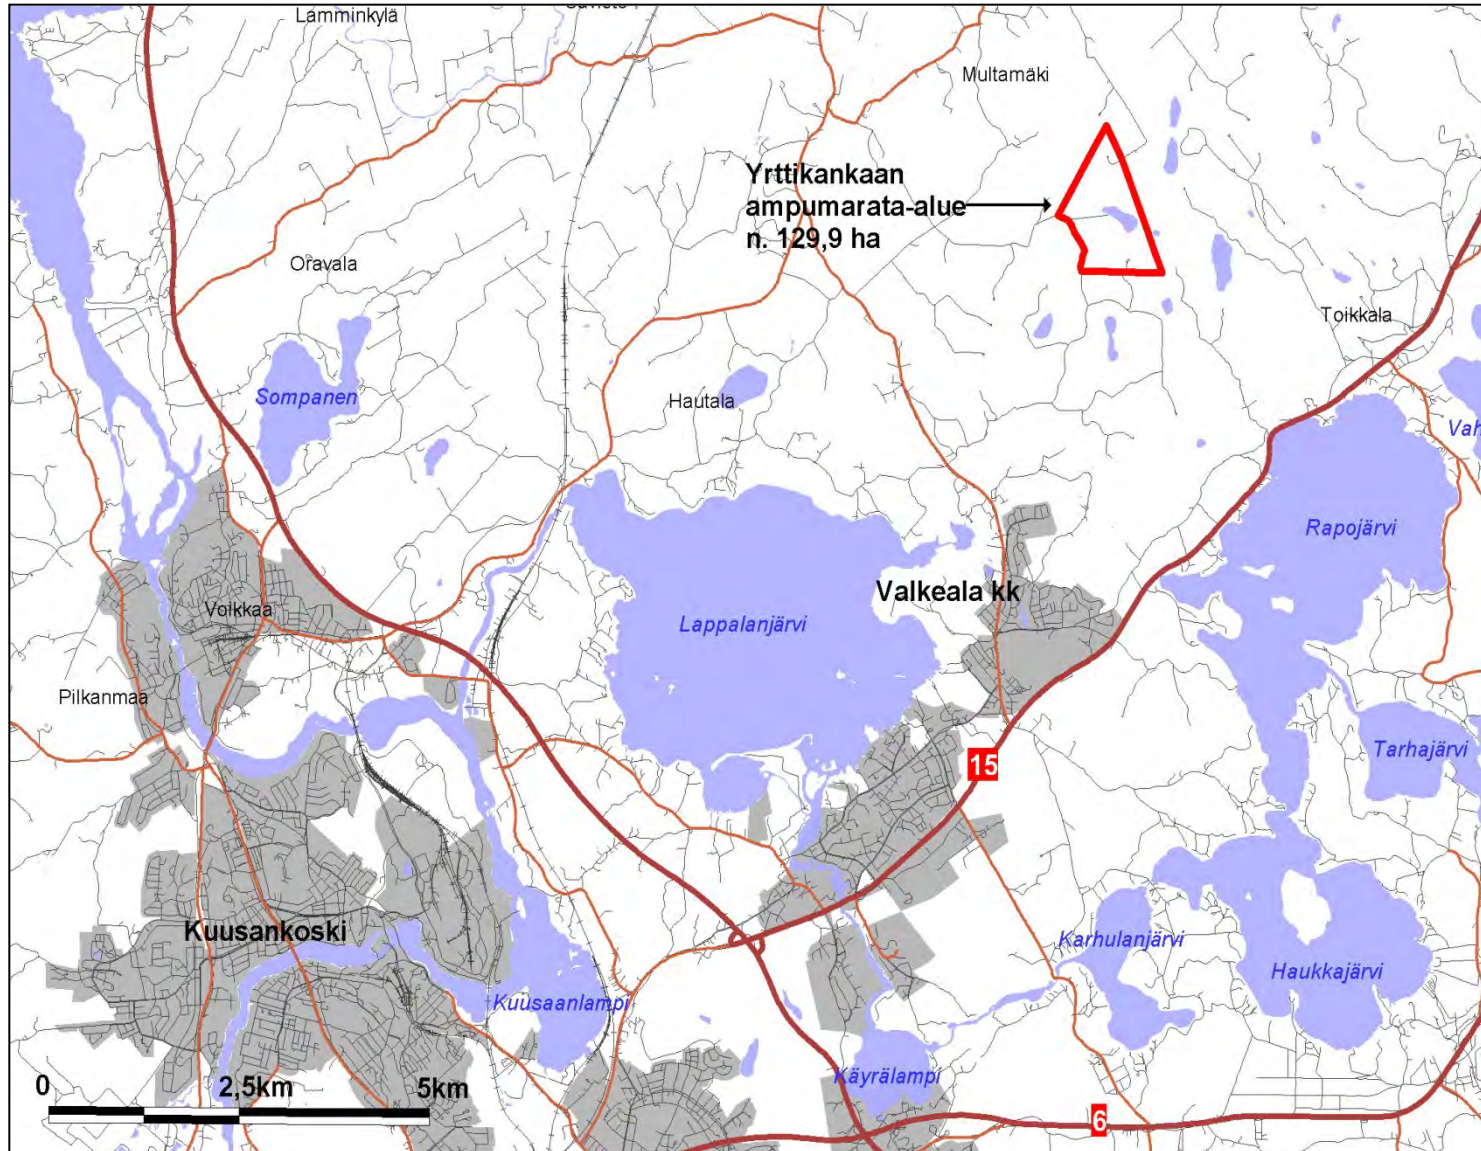 Lamminkylä
Multamäki
Yrttikankaan
ampumarata-alue
n. 129,9 ha
Oravala
Toikkala
Sompanen
Hautala
Vah
Rapojärvi
Valkeala kk
Voikkaa
Lappalanjärvi
Pilkanmaa
Tarhajärvi
15
Kuusankoski
Karhulanjärvi
Haukkajärvi
Kuusaanlampi
Käyrälampi
0 2,5km 5km
6